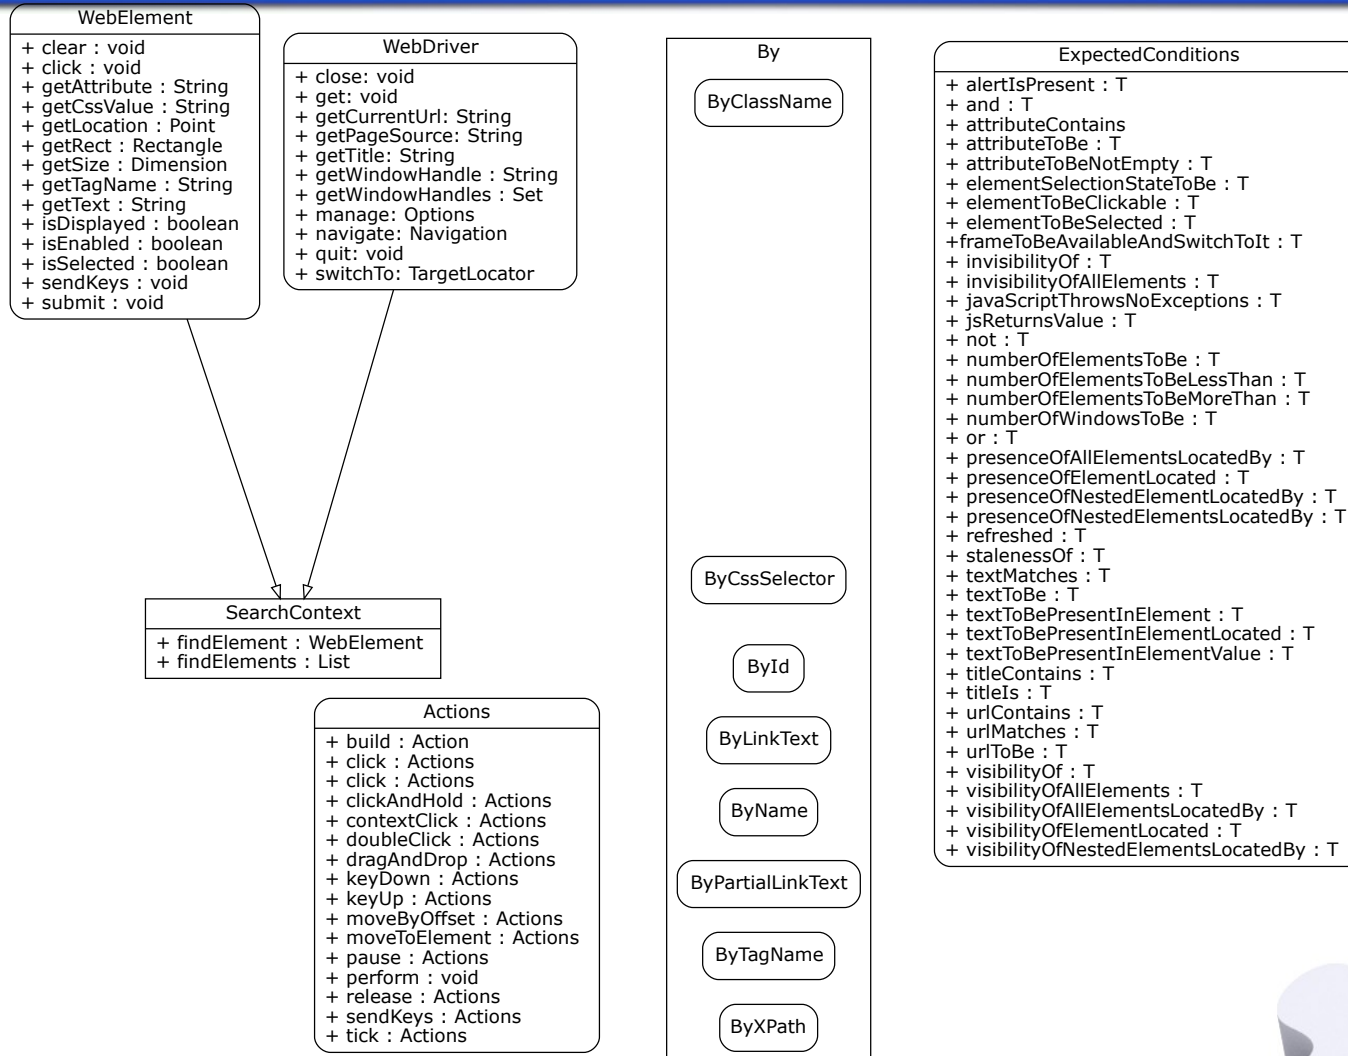 WebElement
+ clear : void
+ click : void
+ getAttribute : String
+ getCssValue : String
+ getLocation : Point
+ getRect : Rectangle
+ getSize : Dimension
+ getTagName : String
+ getText : String
+ isDisplayed : boolean
+ isEnabled : boolean
+ isSelected : boolean
+ sendKeys : void
+ submit : void
WebDriver
+ close: void
+ get: void
+ getCurrentUrl: String
+ getPageSource: String
+ getTitle: String
+ getWindowHandle : String
+ getWindowHandles : Set
+ manage: Options
+ navigate: Navigation
+ quit: void
+ switchTo: TargetLocator
SearchContext
+ findElement : WebElement
+ findElements : List
Actions
+ build : Action
+ click : Actions
+ click : Actions
+ clickAndHold : Actions
+ contextClick : Actions
+ doubleClick : Actions
+ dragAndDrop : Actions
+ keyDown : Actions
+ keyUp : Actions
+ moveByOffset : Actions
+ moveToElement : Actions
+ pause : Actions
+ perform : void
+ release : Actions
+ sendKeys : Actions
+ tick : Actions
By
ByClassName
ByCssSelector
ById
ByLinkText
ByName
ByPartialLinkText
ByTagName
ByXPath
ExpectedConditions
+ alertIsPresent : T
+ and : T
+ attributeContains
+ attributeToBe : T
+ attributeToBeNotEmpty : T
+ elementSelectionStateToBe : T
+ elementToBeClickable : T
+ elementToBeSelected : T
+frameToBeAvailableAndSwitchToIt : T
+ invisibilityOf : T
+ invisibilityOfAllElements : T
+ javaScriptThrowsNoExceptions : T
+ jsReturnsValue : T
+ not : T
+ numberOfElementsToBe : T
+ numberOfElementsToBeLessThan : T
+ numberOfElementsToBeMoreThan : T
+ numberOfWindowsToBe : T
+ or : T
+ presenceOfAllElementsLocatedBy : T
+ presenceOfElementLocated : T
+ presenceOfNestedElementLocatedBy : T
+ presenceOfNestedElementsLocatedBy : T
+ refreshed : T
+ stalenessOf : T
+ textMatches : T
+ textToBe : T
+ textToBePresentInElement : T
+ textToBePresentInElementLocated : T
+ textToBePresentInElementValue : T
+ titleContains : T
+ titleIs : T
+ urlContains : T
+ urlMatches : T
+ urlToBe : T
+ visibilityOf : T
+ visibilityOfAllElements : T
+ visibilityOfAllElementsLocatedBy : T
+ visibilityOfElementLocated : T
+ visibilityOfNestedElementsLocatedBy : T